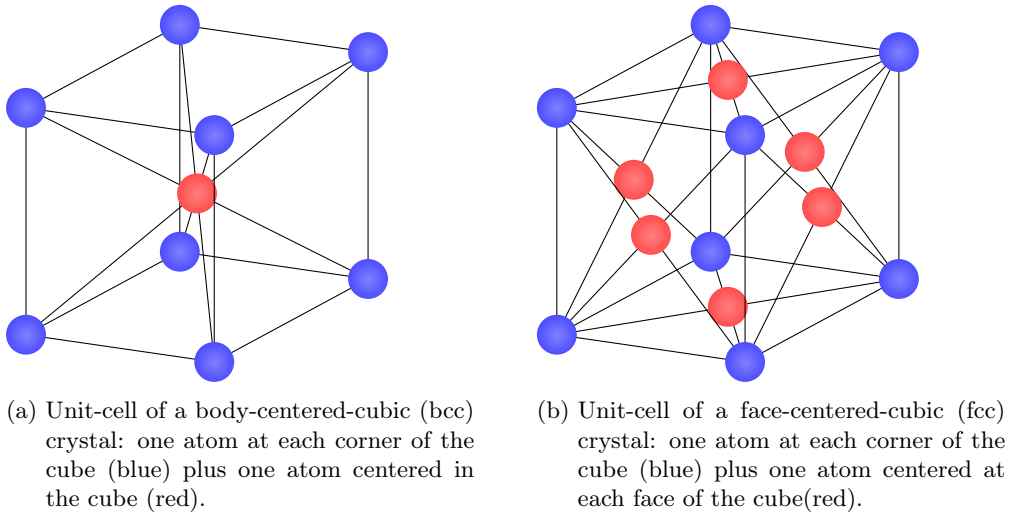 (a) Unit-cell of a body-centered-cubic (bcc)
crystal: one atom at each corner of the
cube (blue) plus one atom centered in
the cube (red).
(b) Unit-cell of a face-centered-cubic (fcc)
crystal: one atom at each corner of the
cube (blue) plus one atom centered at
each face of the cube(red).